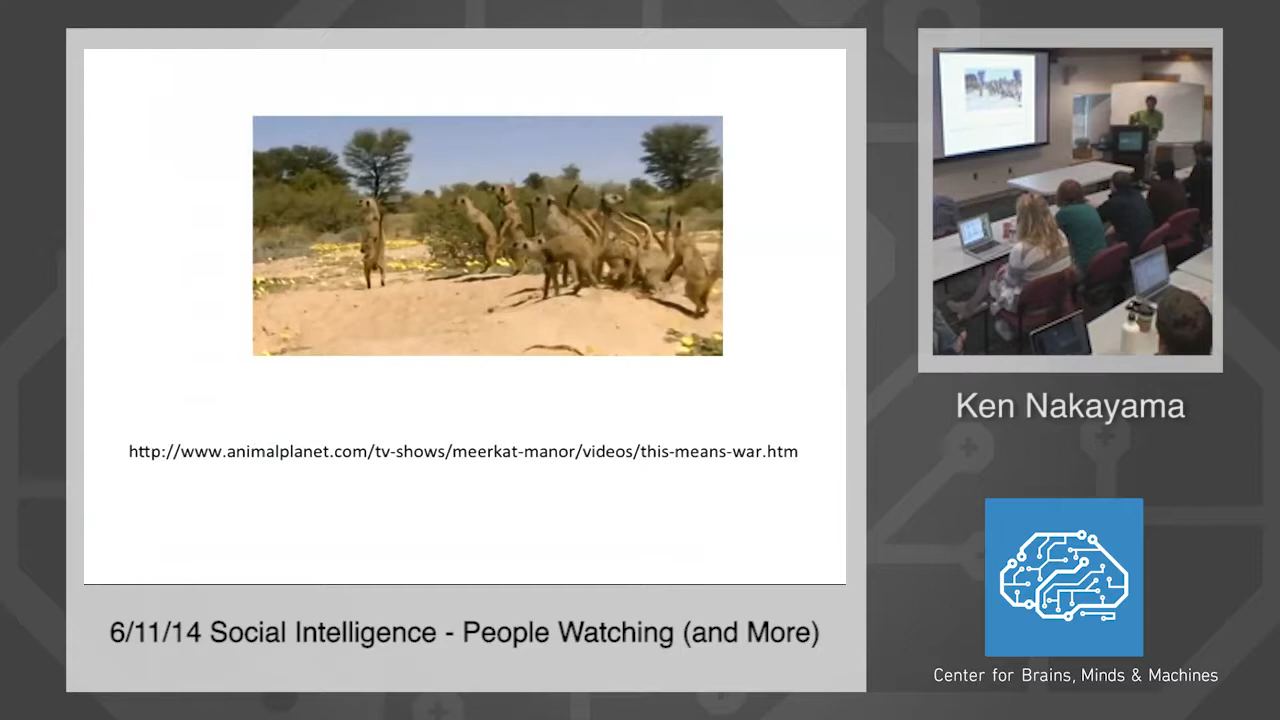 http://www.animalplanet.com/tv-shows/meerkat-manor/videos/this-means-war.htm
6/11/14 Social Intelligence - People Watching (and More)
Ken Nakayama
Center for Brains, Minds & Machines